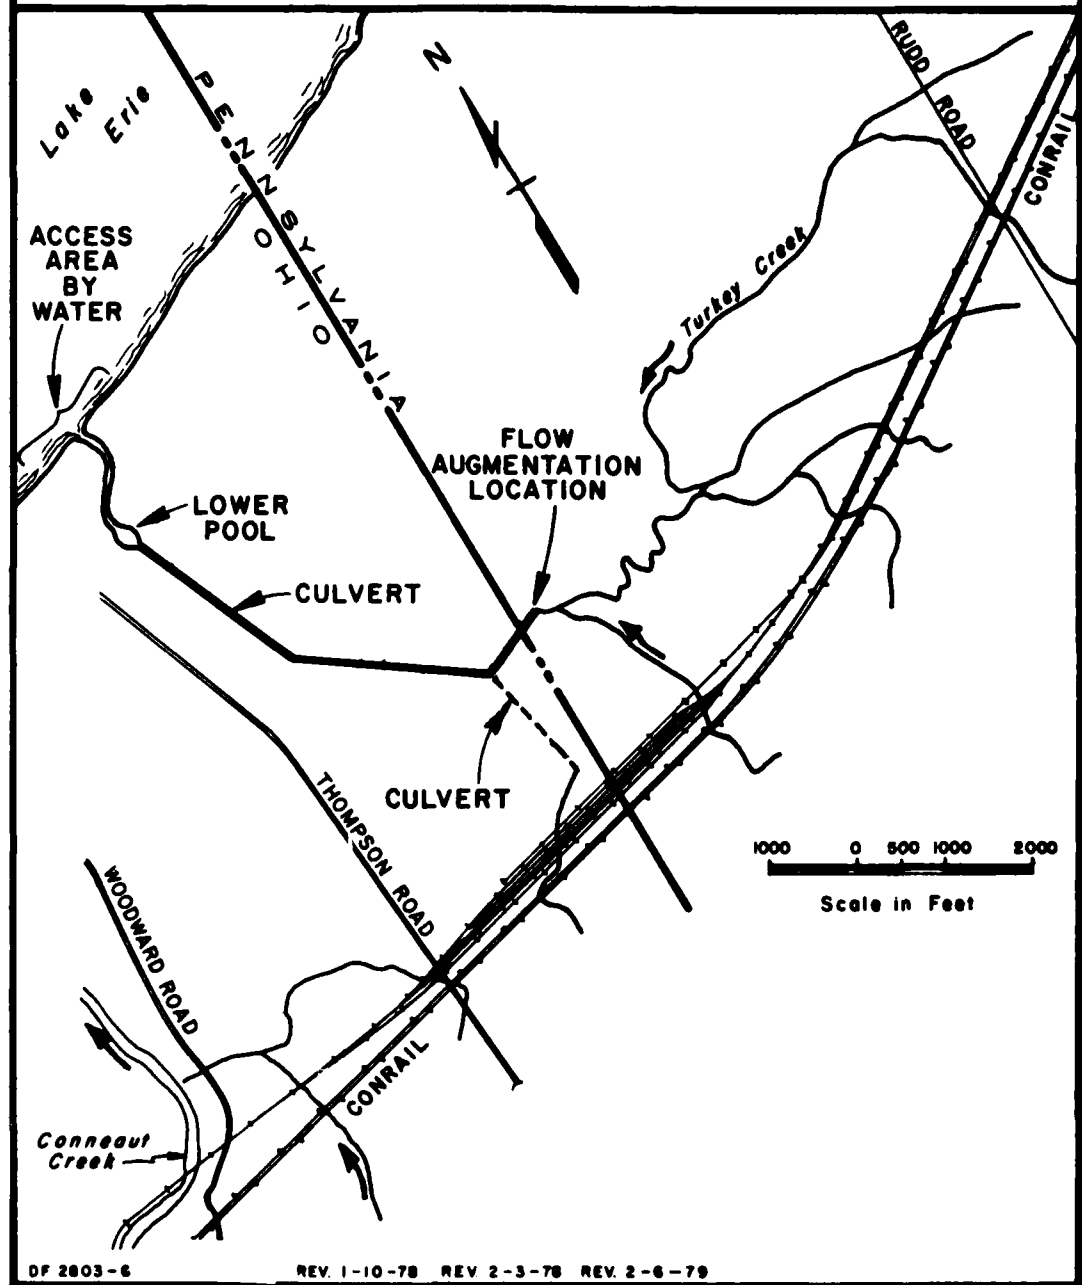 Lake
Erie
PENNSYLVANIA
OHIO
N
RUDD
ROAD
CONRAIL
ACCESS
AREA
BY
WATER
Turkey Creek
FLOW
AUGMENTATION
LOCATION
LOWER
POOL
CULVERT
CULVERT
THOMPSON ROAD
WOODWARD ROAD
1000 0 500 1000 2000
Scale in Feet
CONRAIL
Conneaut
Creek
DF 2803-6 REV. 1-10-78 REV 2-3-78 REV. 2-6-79